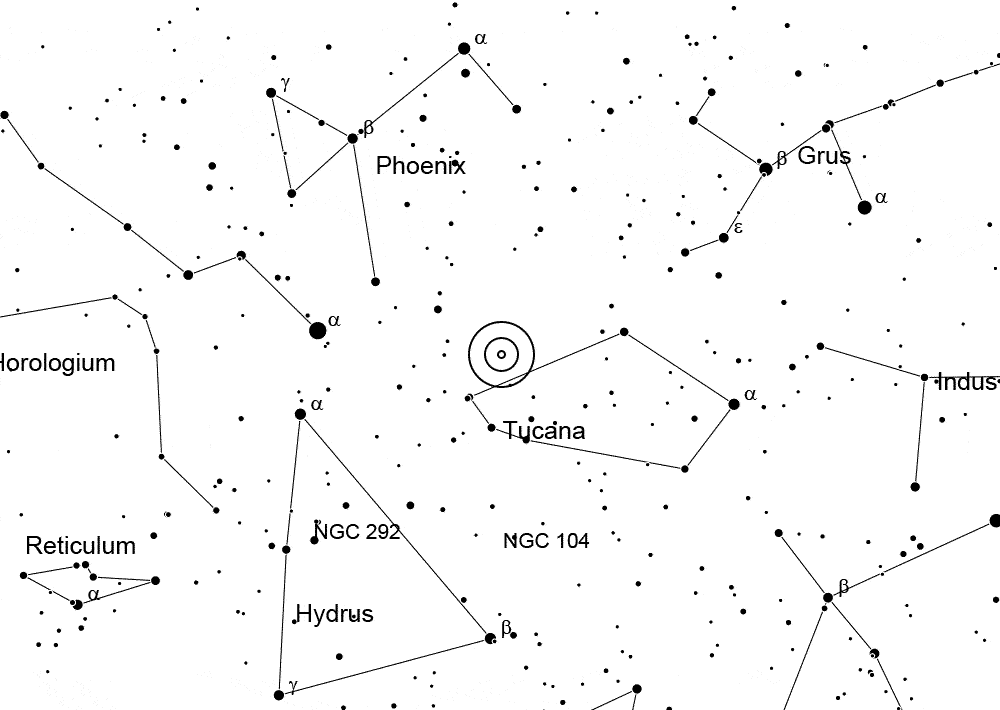 α
γ
β
Phoenix
β Grus
α
ε
α
Horologium
Indus
α
α
Tucana
NGC 292
NGC 104
Reticulum
α
β
Hydrus
β
γ